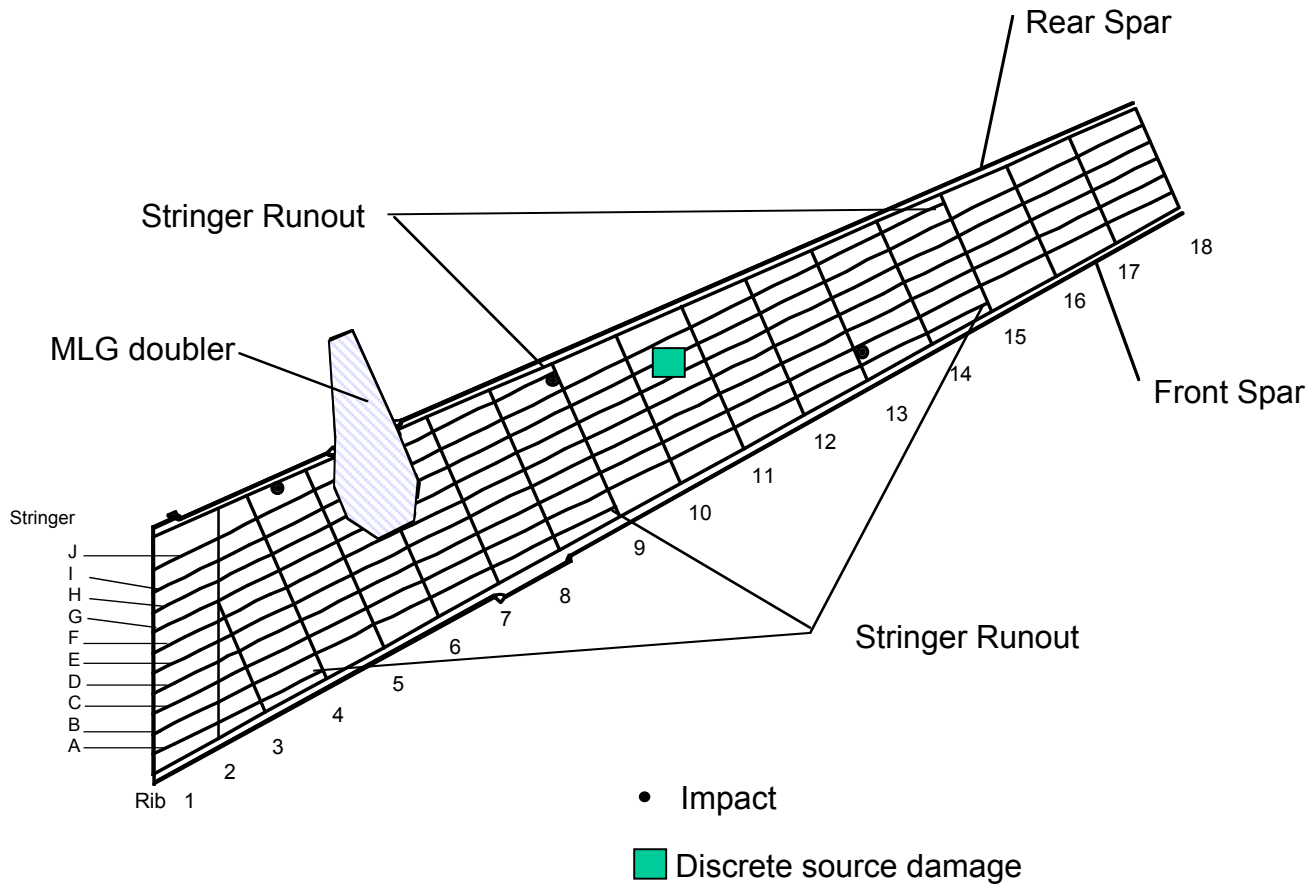 Rear Spar
Stringer Runout
MLG doubler
Front Spar
Stringer
J
I
H
G
F
E
D
C
B
A
Rib 1
2
3
4
5
6
7
8
9
10
11
12
13
14
15
16
17
18
Stringer Runout
Impact
Discrete source damage